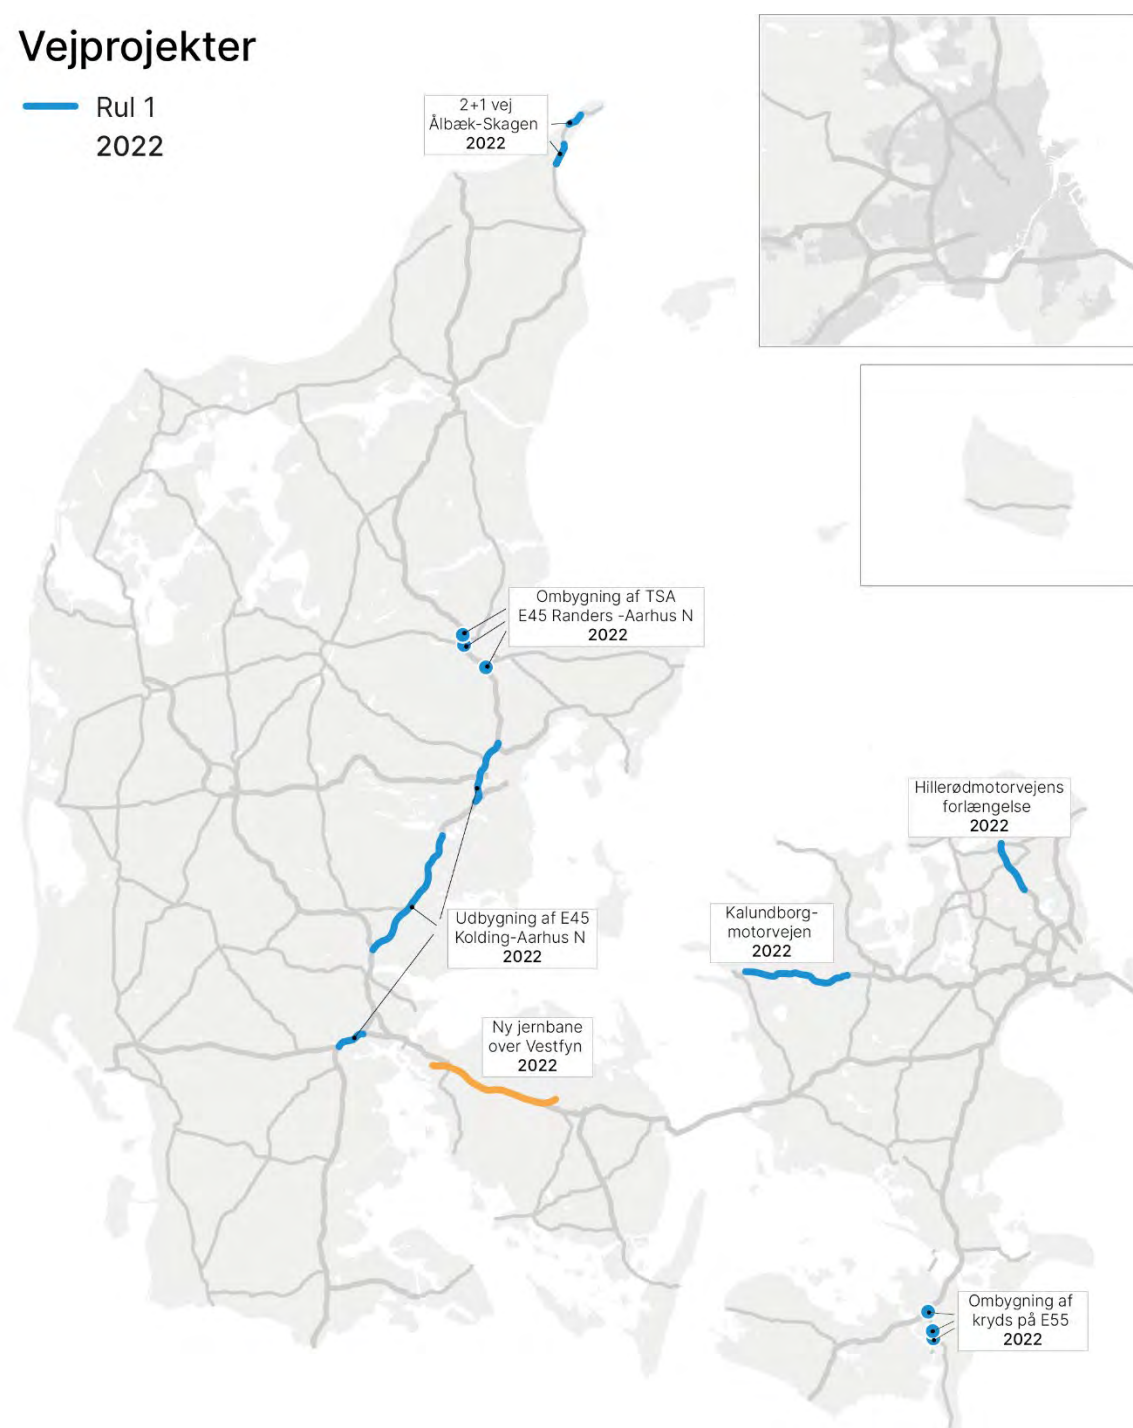 Vejprojekter
Rul 1
2022
2+1 vej
Ålbæk-Skagen
2022
Ombygning af TSA
E45 Randers -Aarhus N
2022
Hillerødmotorvejens
forlængelse
2022
Kalundborg-
motorvejen
2022
Udbygning af E45
Kolding-Aarhus N
2022
Ny jernbane
over Vestfyn
2022
Ombygning af
kryds på E55
2022